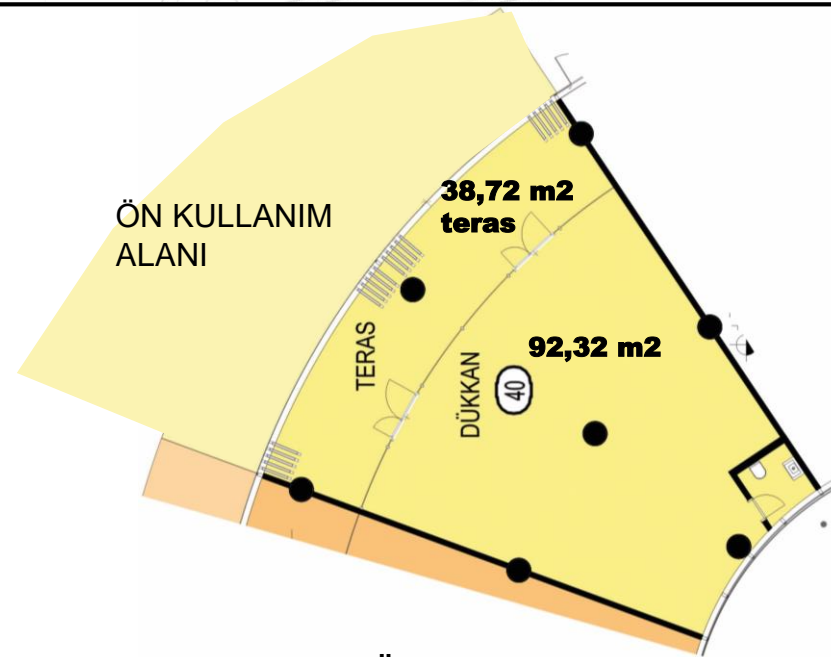 38,72 m2
teras
ÖN KULLANIM
ALANI
TERAS
92,32 m2
DÜKKAN
40